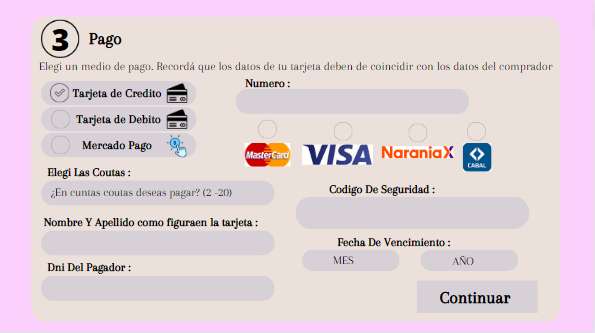 3 Pago
Elegi un medio de pago. Recordá que los datos de tu tarjeta deben de coincidir con los datos del comprador
Tarjeta de Credito
Tarjeta de Debito
Mercado Pago
Numero :
MasterCard
VISA
NaranjaX
CABAL
Elegi Las Coutas :
¿En cuntas coutas deseas pagar? (2 -20)
Codigo De Seguridad :
Nombre Y Apellido como figuraen la tarjeta :
Fecha De Vencimiento :
MES
AÑO
Dni Del Pagador :
Continuar